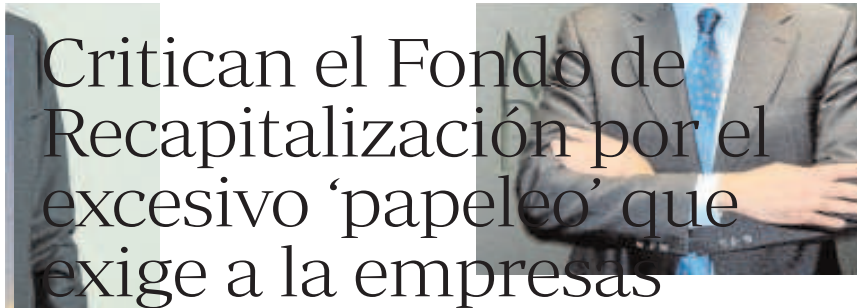 Critican el Fondo de
Recapitalización por el
excesivo ‘papeleo’ que
exige a la empresas